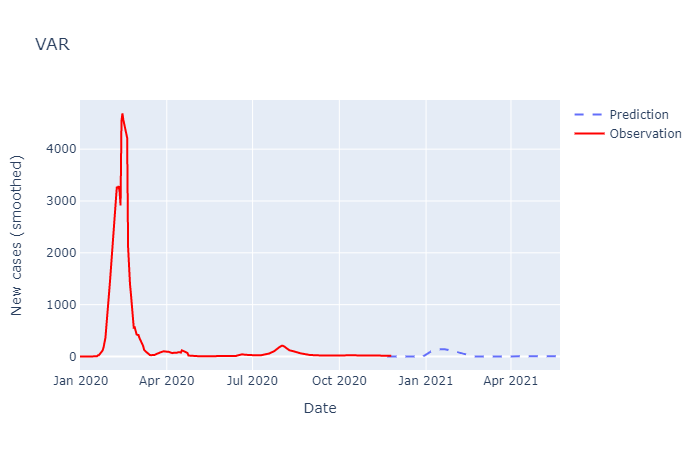 VAR
Prediction
Observation
New cases (smoothed)
4000
3000
2000
1000
0
Jan 2020 Apr 2020 Jul 2020 Oct 2020 Jan 2021 Apr 2021
Date